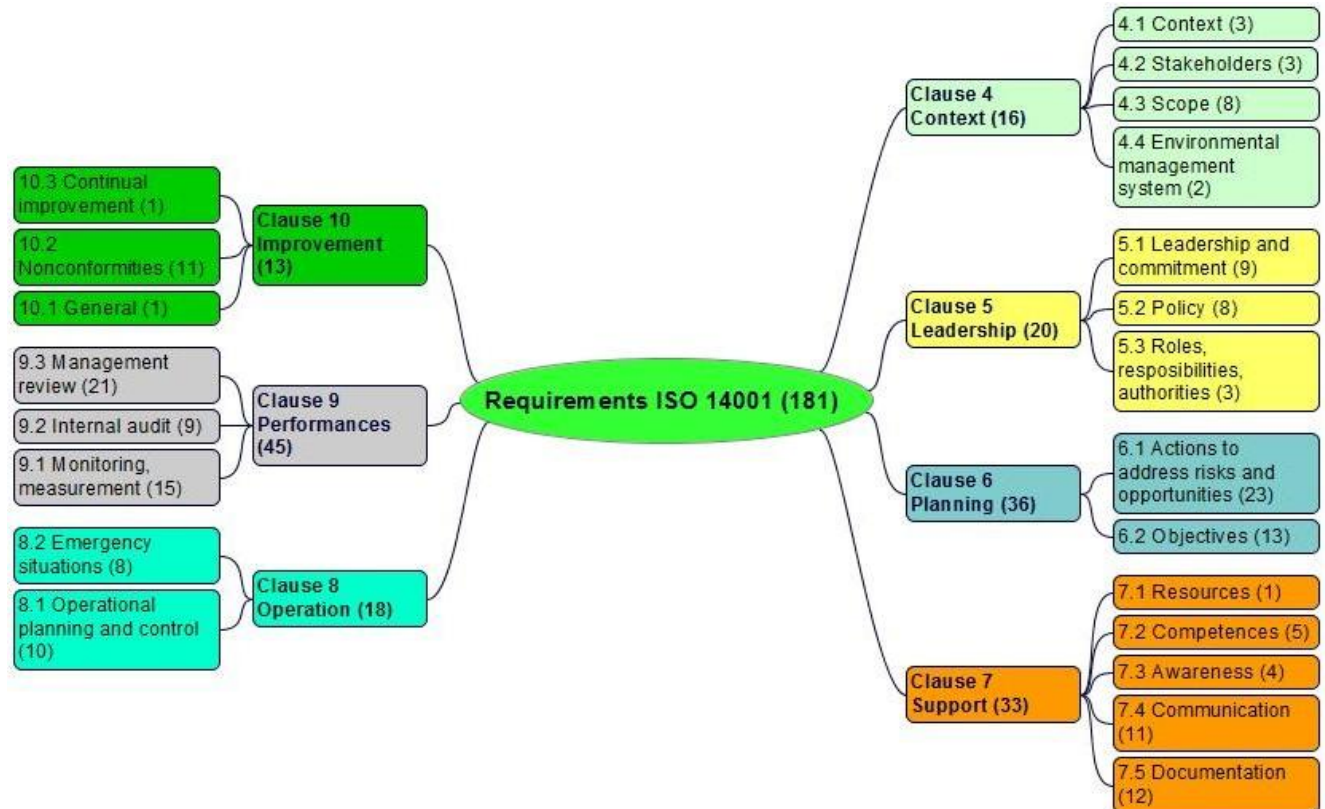 Requirements ISO 14001 (181)
Clause 4
Context (16)
4.1 Context (3)
4.2 Stakeholders (3)
4.3 Scope (8)
4.4 Environmental
management
system (2)
Clause 5
Leadership (20)
5.1 Leadership and
commitment (9)
5.2 Policy (8)
5.3 Roles,
resposibilities,
authorities (3)
Clause 6
Planning (36)
6.1 Actions to
address risks and
opportunities (23)
6.2 Objectives (13)
Clause 7
Support (33)
7.1 Resources (1)
7.2 Competences (5)
7.3 Awareness (4)
7.4 Communication
(11)
7.5 Documentation
(12)
Clause 8
Operation (18)
8.2 Emergency
situations (8)
8.1 Operational
planning and control
(10)
Clause 9
Performances
(45)
9.3 Management
review (21)
9.2 Internal audit (9)
9.1 Monitoring,
measurement (15)
Clause 10
Improvement
(13)
10.3 Continual
improvement (1)
10.2
Nonconformities (11)
10.1 General (1)